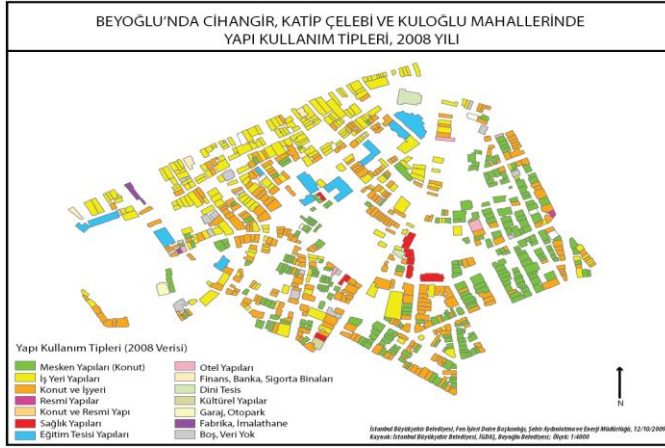 BEYOĞLU'NDA CİHANGİR, KATİP ÇELEBİ VE KULOĞLU MAHALLERİNDE
YAPI KULLANIM TİPLERİ, 2008 YILI
Yapı Kullanım Tipleri (2008 Verisi)
Mesken Yapıları (Konut)
İş Yeri Yapıları
Konut ve İşyeri
Resmi Yapılar
Konut ve Resmi Yapı
Sağlık Yapıları
Eğitim Tesisi Yapıları
Otel Yapıları
Finans, Banka, Sigorta Binaları
Dini Tesis
Kültürel Yapılar
Garaj, Otopark
Fabrika, İmalathane
Boş, Veri Yok
N
İstanbul Büyükşehir Belediyesi, Fen İşleri Daire Başkanlığı, Şehir Aydınlatma ve Enerji Müdürlüğü, 12/10/2009
Kaynak: İstanbul Büyükşehir Belediyesi, İGDAŞ, Beyoğlu Belediyesi; Ölçek: 1:4000